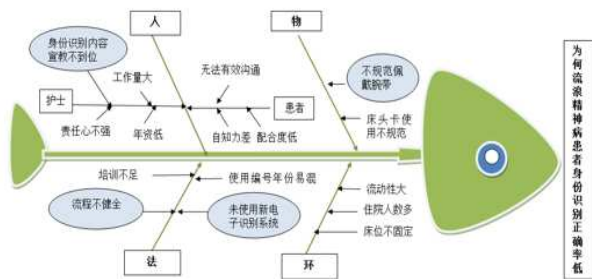 人
物
身份识别内容
宣教不到位
工作量大
无法有效沟通
不规范佩
戴腕带
护士
患者
责任心不强
年资低
自知力差
配合度低
床头卡使
用不规范
培训不足
使用编号年份易混
流动性大
流程不健全
未使用新电
子识别系统
住院人数多
床位不固定
法
环
为何流浪精神病患者身份识别正确率低